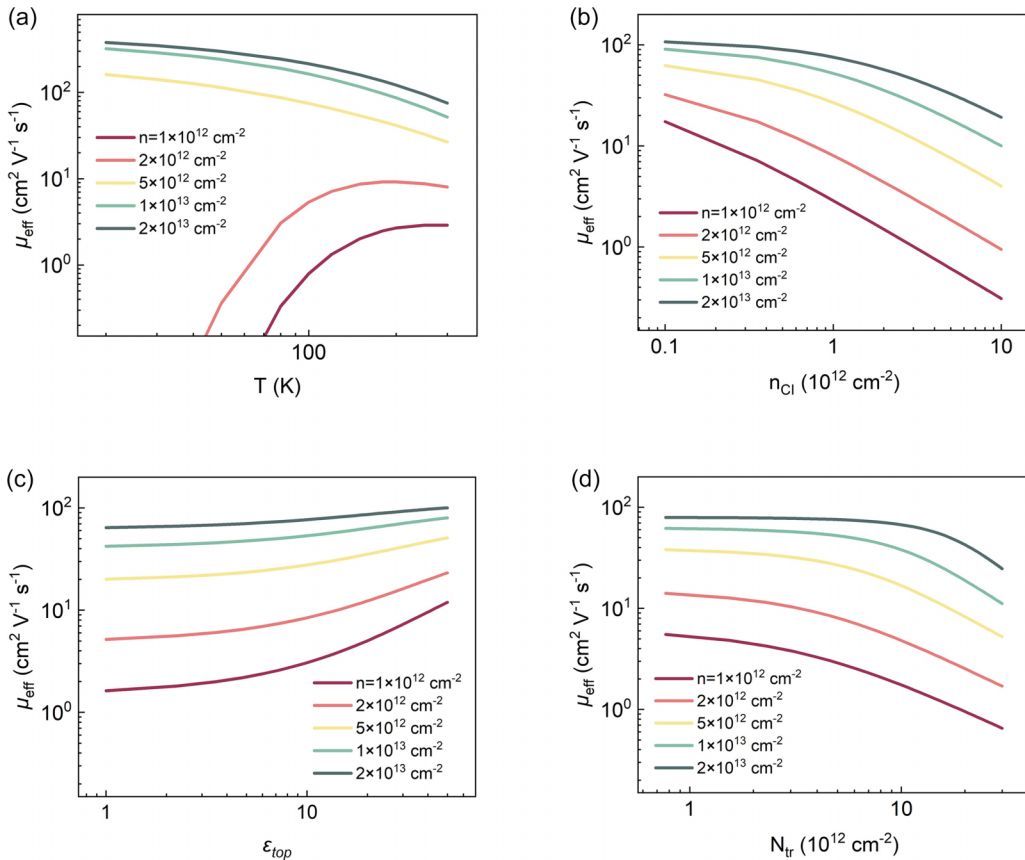 (a)
10²
10¹
10⁰
μeff (cm² V⁻¹ s⁻¹)
n=1×10¹² cm⁻²
2×10¹² cm⁻²
5×10¹² cm⁻²
1×10¹³ cm⁻²
2×10¹³ cm⁻²
100
T (K)
(b)
10²
10¹
10⁰
μeff (cm² V⁻¹ s⁻¹)
n=1×10¹² cm⁻²
2×10¹² cm⁻²
5×10¹² cm⁻²
1×10¹³ cm⁻²
2×10¹³ cm⁻²
0.1 1 10
nCI (10¹² cm⁻²)
(c)
10²
10¹
10⁰
μeff (cm² V⁻¹ s⁻¹)
n=1×10¹² cm⁻²
2×10¹² cm⁻²
5×10¹² cm⁻²
1×10¹³ cm⁻²
2×10¹³ cm⁻²
1 10
εtop
(d)
10²
10¹
10⁰
μeff (cm² V⁻¹ s⁻¹)
n=1×10¹² cm⁻²
2×10¹² cm⁻²
5×10¹² cm⁻²
1×10¹³ cm⁻²
2×10¹³ cm⁻²
1 10
Ntr (10¹² cm⁻²)